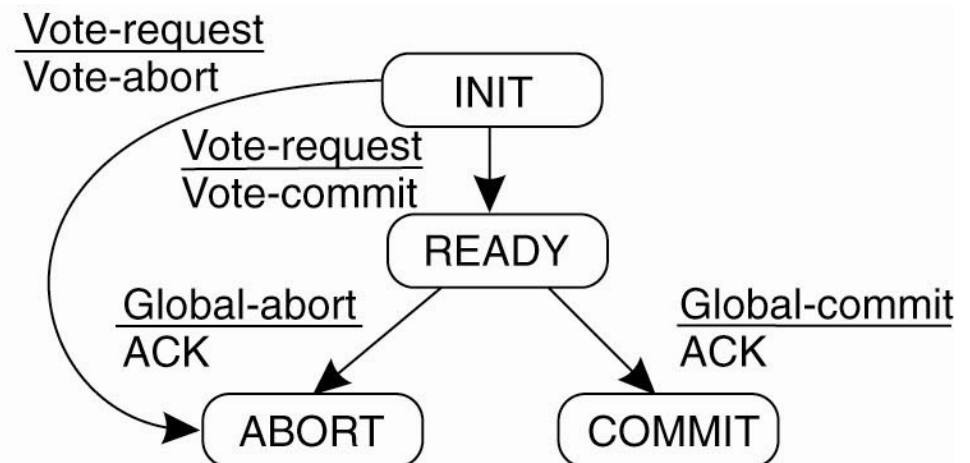 Vote-request
Vote-abort
INIT
Vote-request
Vote-commit
READY
Global-abort
ACK
Global-commit
ACK
ABORT
COMMIT